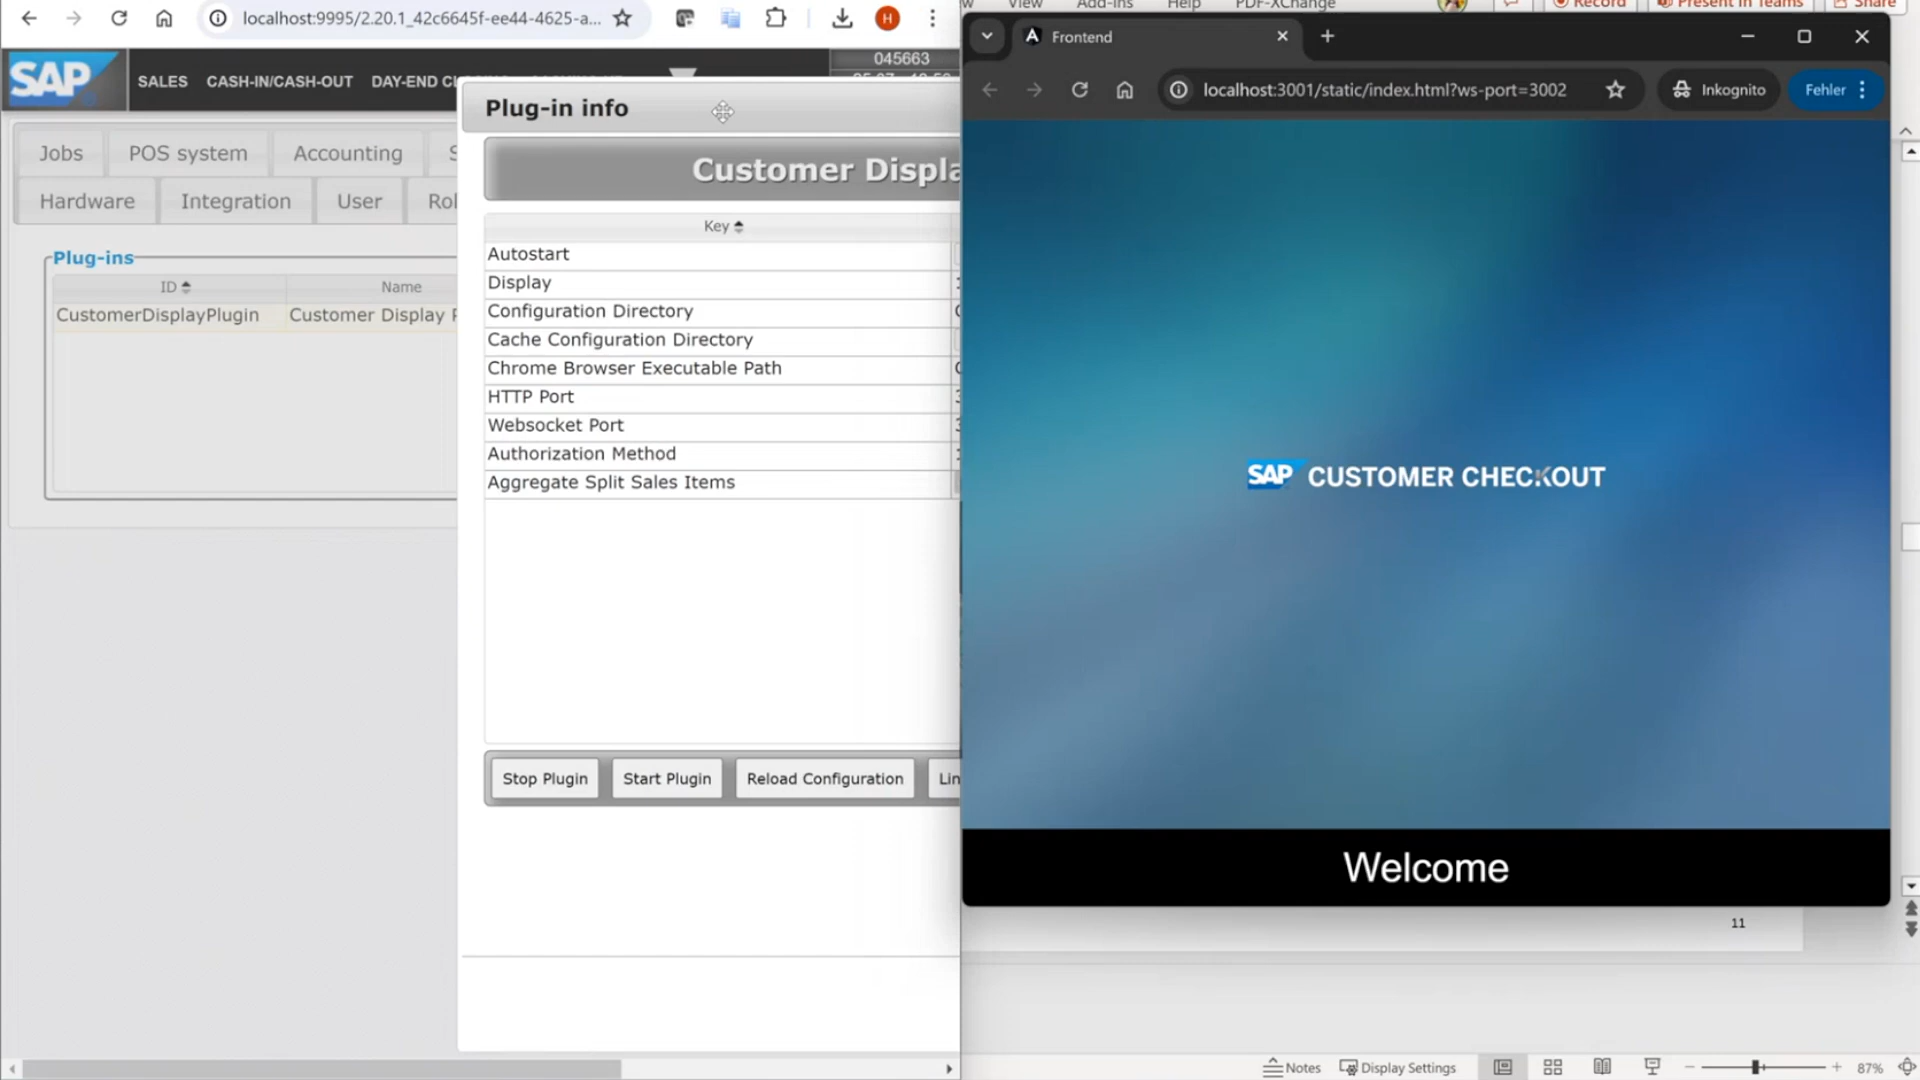 localhost:9995/2.20.1_42c6645f-ee44-4625-a...
H
SAP
SALES
CASH-IN/CASH-OUT
DAY-END CL
045663
Jobs
POS system
Accounting
S
Hardware
Integration
User
Rol
Plug-ins
ID
Name
CustomerDisplayPlugin
Customer Display P
Plug-in info
Customer Displa
Key
Autostart
Display
Configuration Directory
Cache Configuration Directory
Chrome Browser Executable Path
HTTP Port
Websocket Port
Authorization Method
Aggregate Split Sales Items
Stop Plugin
Start Plugin
Reload Configuration
Lin
View
Add-ins
Help
PDF-XChange
Record
Present in Teams
Share
Frontend
localhost:3001/static/index.html?ws-port=3002
Inkognito
Fehler
SAP CUSTOMER CHECKOUT
Welcome
11
Notes
Display Settings
87%